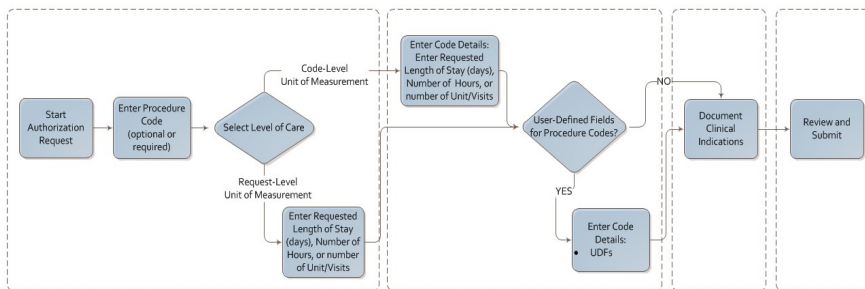 Start
Authorization
Request
Enter Procedure
Code
(optional or
required)
Select Level of Care
Code-Level
Unit of Measurement
Request-Level
Unit of Measurement
Enter Requested
Length of Stay
(days), Number of
Hours, or number
of Unit/Visits
Enter Code Details:
Enter Requested
Length of Stay (days),
Number of Hours, or
number of Unit/Visits
User-Defined Fields
for Procedure Codes?
NO
YES
Enter Code
Details:
• UDFs
Document
Clinical
Indications
Review and
Submit